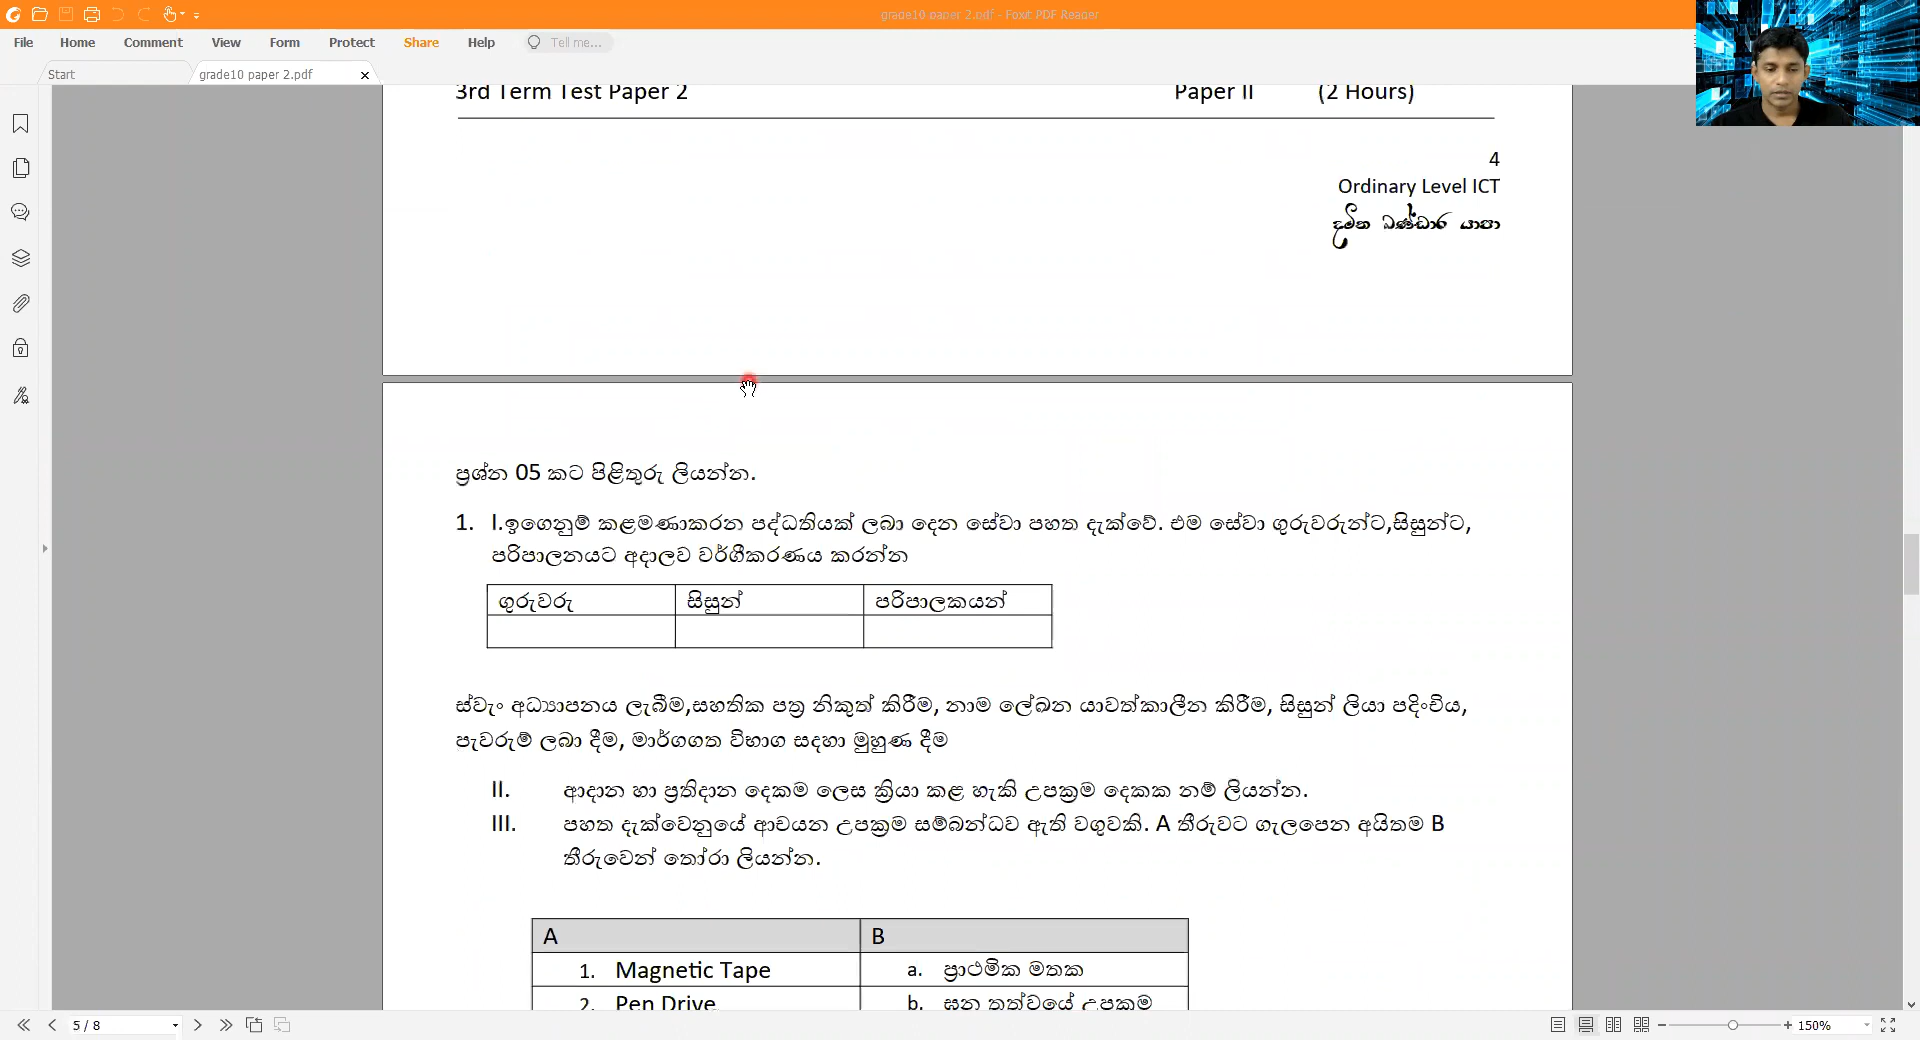 grade10 paper 2.pdf - Foxit PDF Reader
File Home Comment View Form Protect Share Help Tell me...
Start grade10 paper 2.pdf
3rd Term Test Paper 2 Paper II (2 Hours)
4
Ordinary Level ICT
දමිත බණ්ඩාර යාපා
ප්‍රශ්න 05 කට පිළිතුරු ලියන්න.
1. I.ඉගෙනුම් කළමණාකරන පද්ධතියක් ලබා දෙන සේවා පහත දැක්වේ. එම සේවා ගුරුවරුන්ට,සිසුන්ට,
පරිපාලනයට අදාලව වර්ගීකරණය කරන්න
ගුරුවරු සිසුන් පරිපාලකයන්
ස්වැං අධ්‍යාපනය ලැබීම,සහතික පත්‍ර නිකුත් කිරීම, නාම ලේඛන යාවත්කාලීන කිරීම, සිසුන් ලියා පදිංචිය,
පැවරුම් ලබා දීම, මාර්ගගත විභාග සදහා මුහුණ දීම
II. ආදාන හා ප්‍රතිදාන දෙකම ලෙස ක්‍රියා කළ හැකි උපක්‍රම දෙකක නම් ලියන්න.
III. පහත දැක්වෙනුයේ ආචයන උපක්‍රම සම්බන්ධව ඇති වගුවකි. A තීරුවට ගැලපෙන අයිතම B
තීරුවෙන් තෝරා ලියන්න.
A B
1. Magnetic Tape a. ප්‍රාථමික මතක
2. Pen Drive b. ඝන තත්වයේ උපක්‍රම
5 / 8 150%